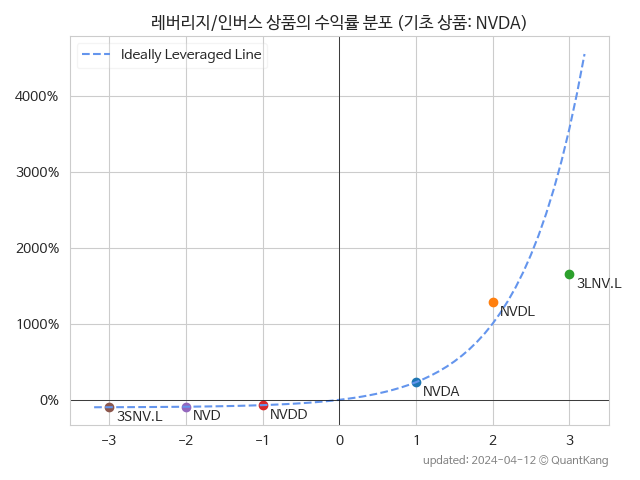 레버리지/인버스 상품의 수익률 분포 (기초 상품: NVDA)
Ideally Leveraged Line
4000%
3000%
2000%
1000%
0%
3LNV.L
NVDL
NVDA
3SNV.L
NVD
NVDD
−3
−2
−1
0
1
2
3
updated: 2024-04-12 © QuantKang